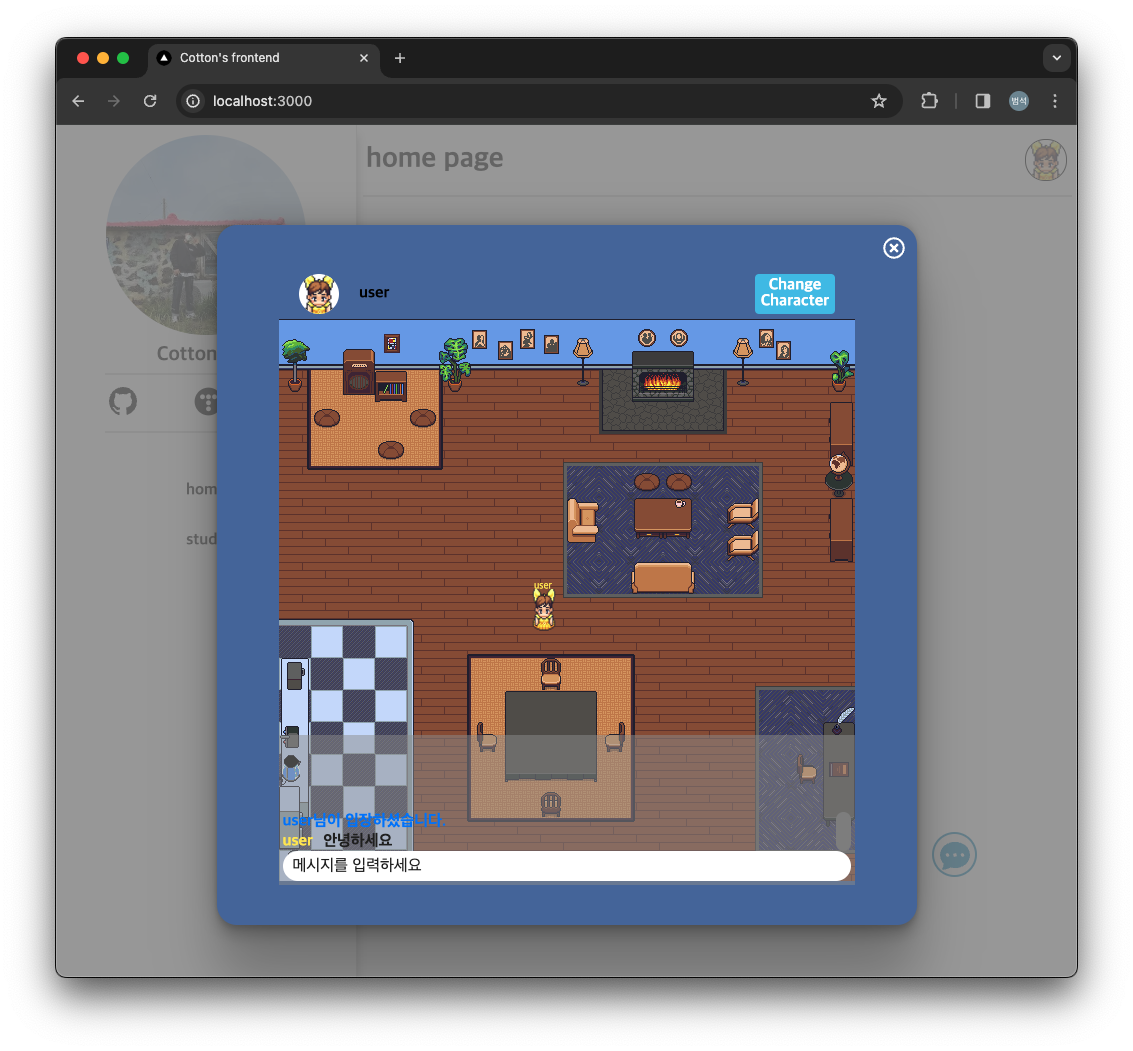 Cotton's frontend
localhost:3000
범석
home page
user
Change
Character
Cotton
hom
stud
user
user님이 입장하셨습니다.
user 안녕하세요
메시지를 입력하세요